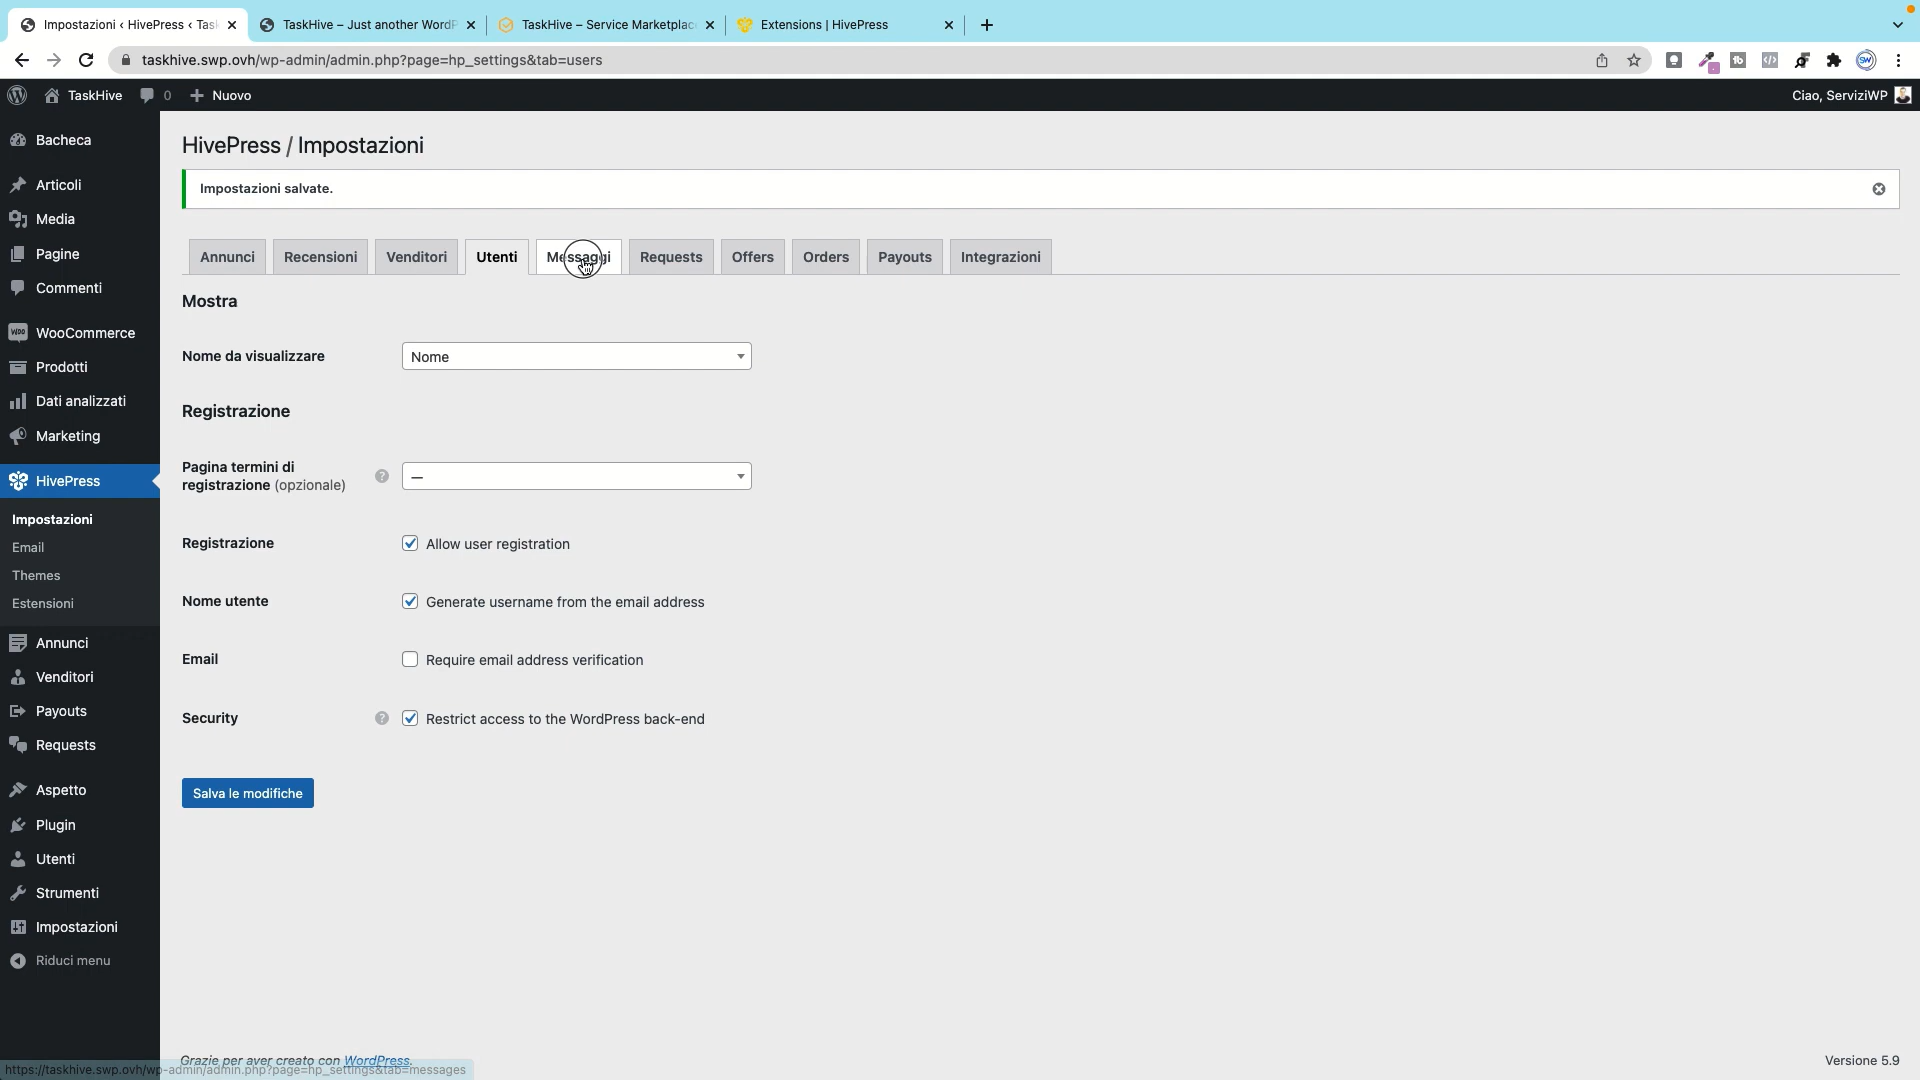 Impostazioni ‹ HivePress ‹ Task
TaskHive – Just another WordP
TaskHive – Service Marketplac
Extensions | HivePress
taskhive.swp.ovh/wp-admin/admin.php?page=hp_settings&tab=users
TaskHive
0
Nuovo
Ciao, ServiziWP
Bacheca
Articoli
Media
Pagine
Commenti
WooCommerce
Prodotti
Dati analizzati
Marketing
HivePress
Impostazioni
Email
Themes
Estensioni
Annunci
Venditori
Payouts
Requests
Aspetto
Plugin
Utenti
Strumenti
Impostazioni
Riduci menu
HivePress / Impostazioni
Impostazioni salvate.
Annunci
Recensioni
Venditori
Utenti
Messaggi
Requests
Offers
Orders
Payouts
Integrazioni
Mostra
Nome da visualizzare
Nome
Registrazione
Pagina termini di
registrazione (opzionale)
?
—
Registrazione
Allow user registration
Nome utente
Generate username from the email address
Email
Require email address verification
Security
?
Restrict access to the WordPress back-end
Salva le modifiche
Grazie per aver creato con WordPress.
Versione 5.9
https://taskhive.swp.ovh/wp-admin/admin.php?page=hp_settings&tab=messages